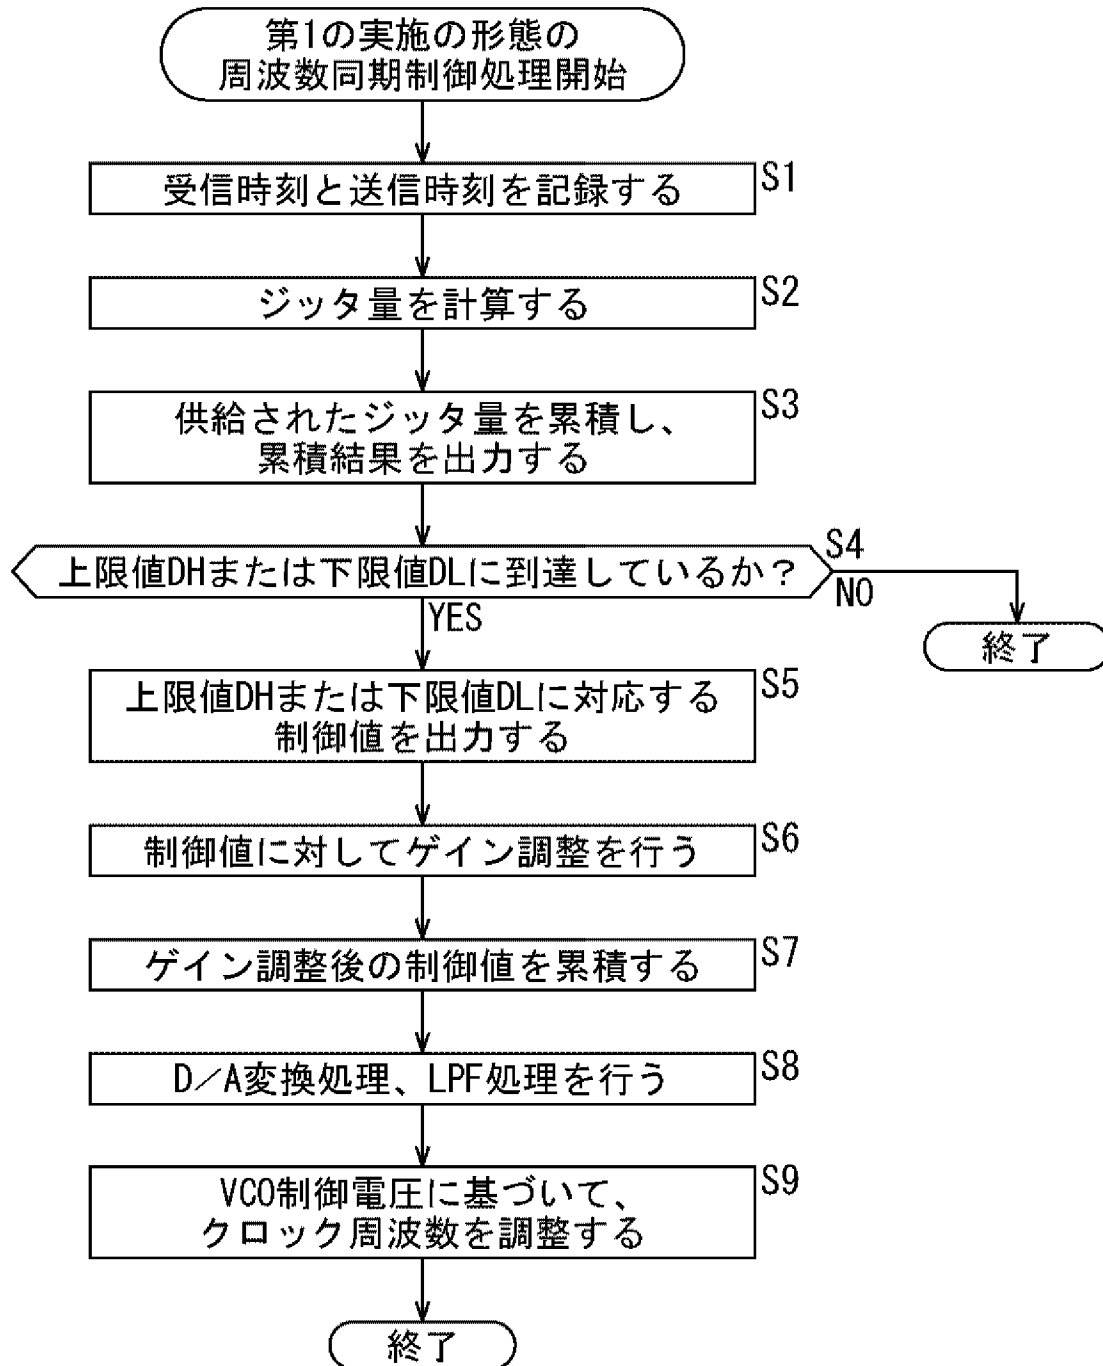 第1の実施の形態の
周波数同期制御処理開始
S1
受信時刻と送信時刻を記録する
S2
ジッタ量を計算する
S3
供給されたジッタ量を累積し、
累積結果を出力する
S4
上限値DHまたは下限値DLに到達しているか？
NO
YES
終了
S5
上限値DHまたは下限値DLに対応する
制御値を出力する
S6
制御値に対してゲイン調整を行う
S7
ゲイン調整後の制御値を累積する
S8
D／A変換処理、LPF処理を行う
S9
VCO制御電圧に基づいて、
クロック周波数を調整する
終了